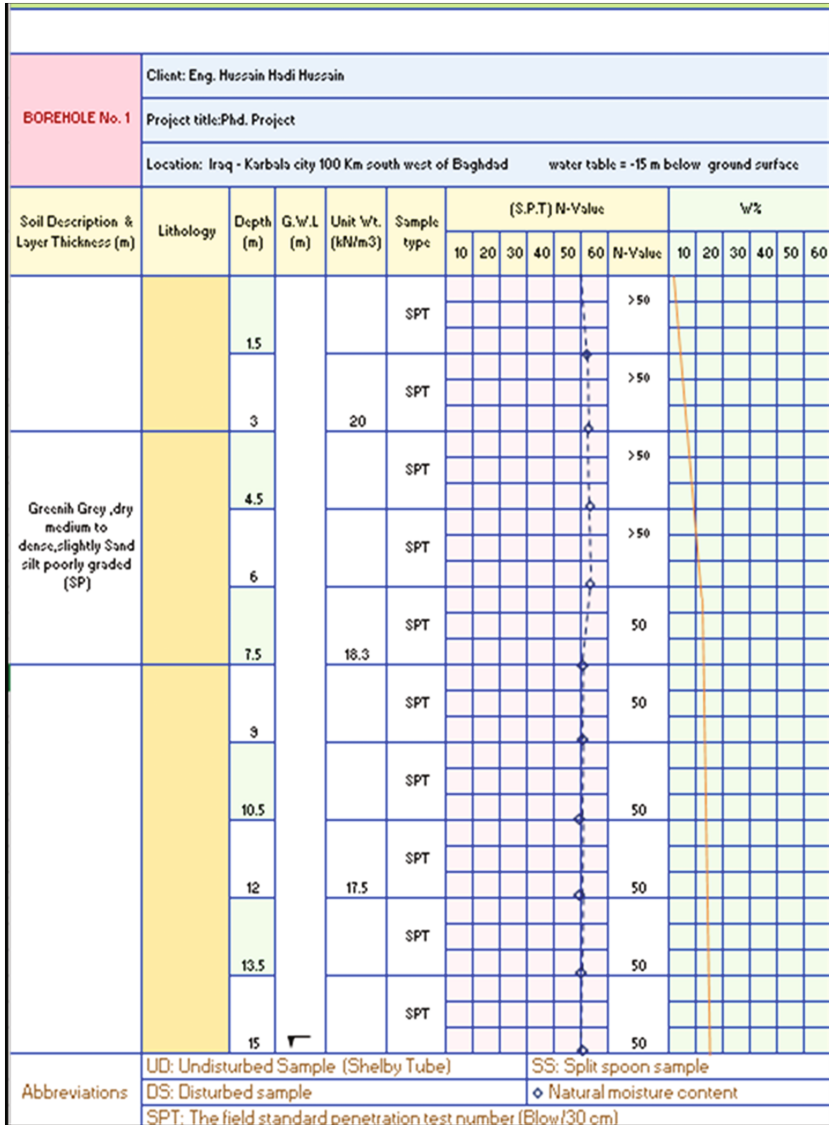 BOREHOLE No. 1
Client: Eng. Hussain Hadi Hussain
Project title:Phd. Project
Location: Iraq - Karbala city 100 Km south west of Baghdad water table = -15 m below ground surface
Soil Description & Layer Thickness (m) Lithology Depth (m) G.W.L (m) Unit Wt. (kN/m3) Sample type (S.P.T) N-Value W%
10 20 30 40 50 60 N-Value 10 20 30 40 50 60
SPT >50
1.5
SPT >50
3 20
SPT >50
4.5
Greenih Grey ,dry
medium to
dense,slightly Sand
silt poorly graded
(SP)
SPT >50
6
SPT 50
7.5 18.3
SPT 50
9
SPT
10.5 50
SPT
12 17.5 50
SPT
13.5 50
SPT
15 50
Abbreviations
UD: Undisturbed Sample (Shelby Tube) SS: Split spoon sample
DS: Disturbed sample ◇ Natural moisture content
SPT: The field standard penetration test number (Blow/30 cm)